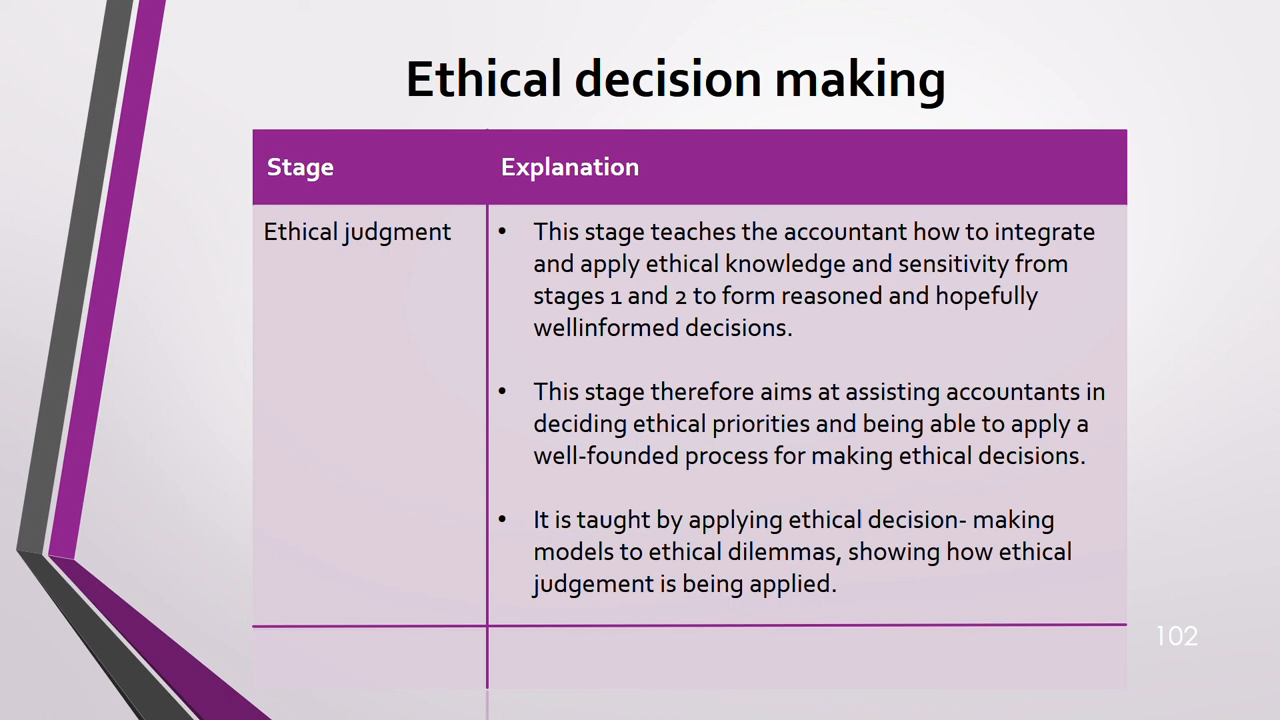 Ethical decision making
Stage
Explanation
Ethical judgment
• This stage teaches the accountant how to integrate
and apply ethical knowledge and sensitivity from
stages 1 and 2 to form reasoned and hopefully
wellinformed decisions.
• This stage therefore aims at assisting accountants in
deciding ethical priorities and being able to apply a
well-founded process for making ethical decisions.
• It is taught by applying ethical decision- making
models to ethical dilemmas, showing how ethical
judgement is being applied.
102